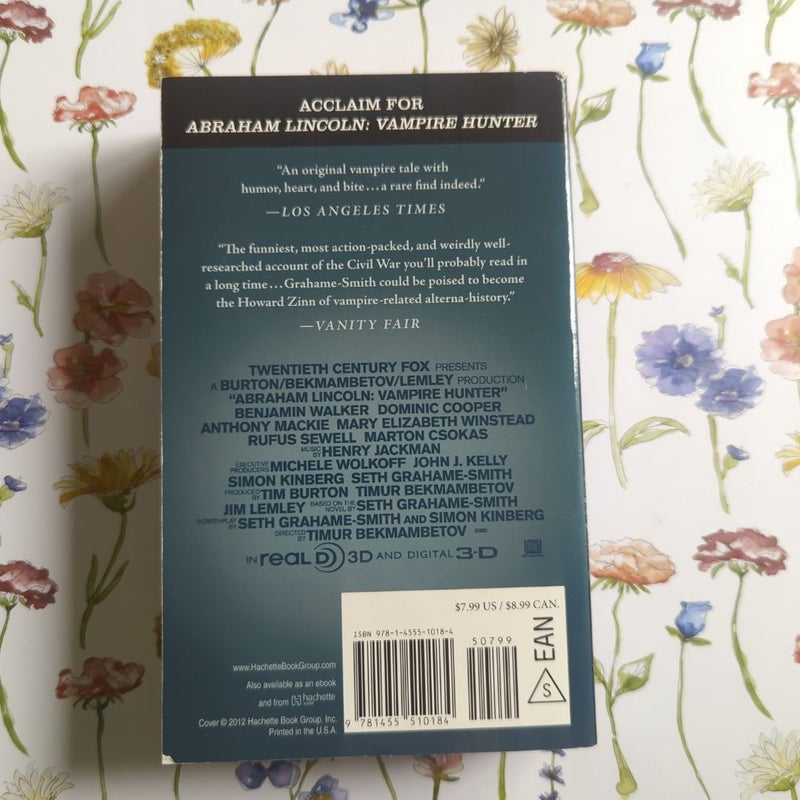 ACCLAIM FOR
ABRAHAM LINCOLN: VAMPIRE HUNTER
“An original vampire tale with
humor, heart, and bite…a rare find indeed.”
—LOS ANGELES TIMES
“The funniest, most action-packed, and weirdly well-
researched account of the Civil War you’ll probably read in
a long time…Grahame-Smith could be poised to become
the Howard Zinn of vampire-related alterna-history.”
—VANITY FAIR
TWENTIETH CENTURY FOX PRESENTS
A BURTON/BEKMAMBETOV/LEMLEY PRODUCTION
“ABRAHAM LINCOLN: VAMPIRE HUNTER”
BENJAMIN WALKER DOMINIC COOPER
ANTHONY MACKIE MARY ELIZABETH WINSTEAD
RUFUS SEWELL MARTON CSOKAS
MUSIC BY HENRY JACKMAN
EXECUTIVE PRODUCERS MICHELE WOLKOFF JOHN J. KELLY
SIMON KINBERG SETH GRAHAME-SMITH
PRODUCED BY TIM BURTON TIMUR BEKMAMBETOV
JIM LEMLEY BASED ON THE NOVEL BY SETH GRAHAME-SMITH
SCREENPLAY BY SETH GRAHAME-SMITH AND SIMON KINBERG
DIRECTED BY TIMUR BEKMAMBETOV
IN real D 3D AND DIGITAL 3-D
$7.99 US / $8.99 CAN.
ISBN 978-1-4555-1018-4
50799
EAN
S
9 781455 510184
www.HachetteBookGroup.com
Also available as an ebook
and from hachette audio
Cover © 2012 Hachette Book Group, Inc.
Printed in the U.S.A.